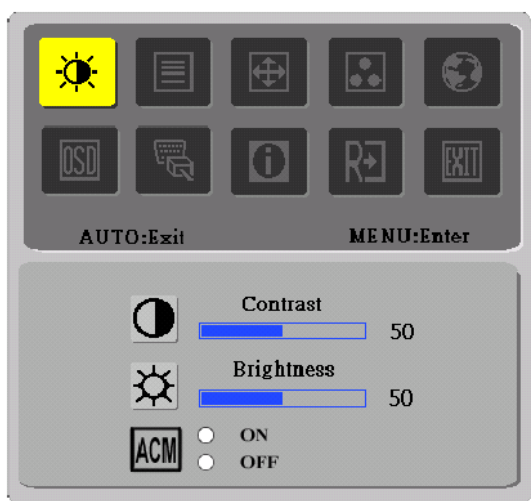 OSD
R
EXIT
AUTO:Exit MENU:Enter
Contrast
50
Brightness
50
ACM
ON
OFF